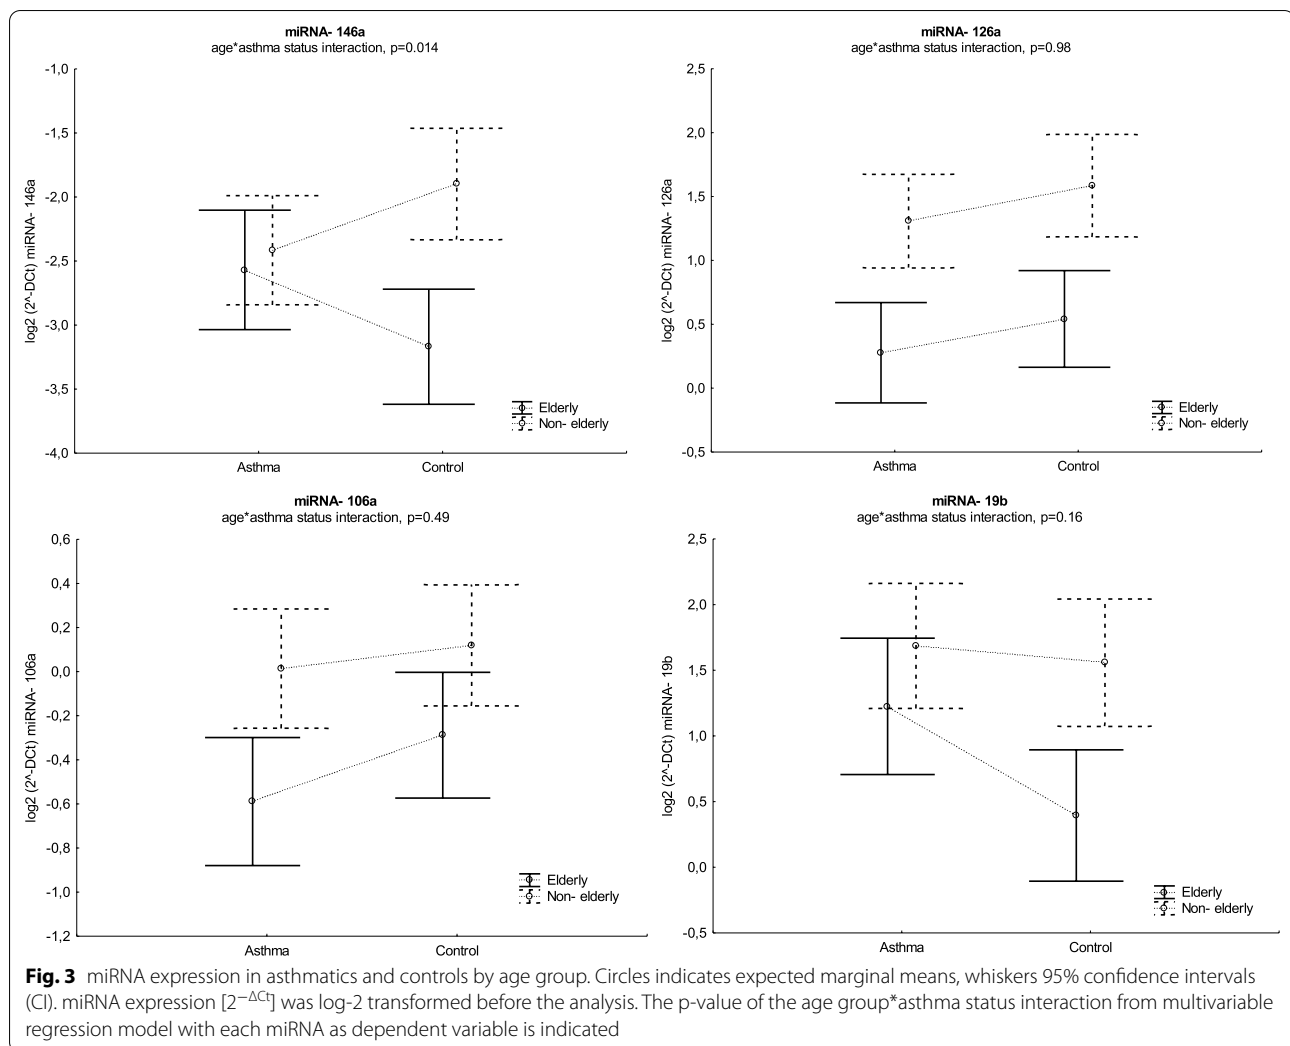 miRNA- 146a
age*asthma status interaction, p=0.014
-1,0
-1,5
-2,0
-2,5
-3,0
-3,5
-4,0
log2 (2^-DCt) miRNA- 146a
Elderly
Non- elderly
Asthma
Control
miRNA- 126a
age*asthma status interaction, p=0.98
2,5
2,0
1,5
1,0
0,5
0,0
-0,5
log2 (2^-DCt) miRNA- 126a
Elderly
Non- elderly
Asthma
Control
miRNA- 106a
age*asthma status interaction, p=0.49
0,6
0,4
0,2
0,0
-0,2
-0,4
-0,6
-0,8
-1,0
-1,2
log2 (2^-DCt) miRNA- 106a
Elderly
Non- elderly
Asthma
Control
miRNA- 19b
age*asthma status interaction, p=0.16
2,5
2,0
1,5
1,0
0,5
0,0
-0,5
log2 (2^-DCt) miRNA- 19b
Elderly
Non- elderly
Asthma
Control
Fig. 3 miRNA expression in asthmatics and controls by age group. Circles indicates expected marginal means, whiskers 95% confidence intervals
(CI). miRNA expression [2^−ΔCt] was log-2 transformed before the analysis. The p-value of the age group*asthma status interaction from multivariable
regression model with each miRNA as dependent variable is indicated